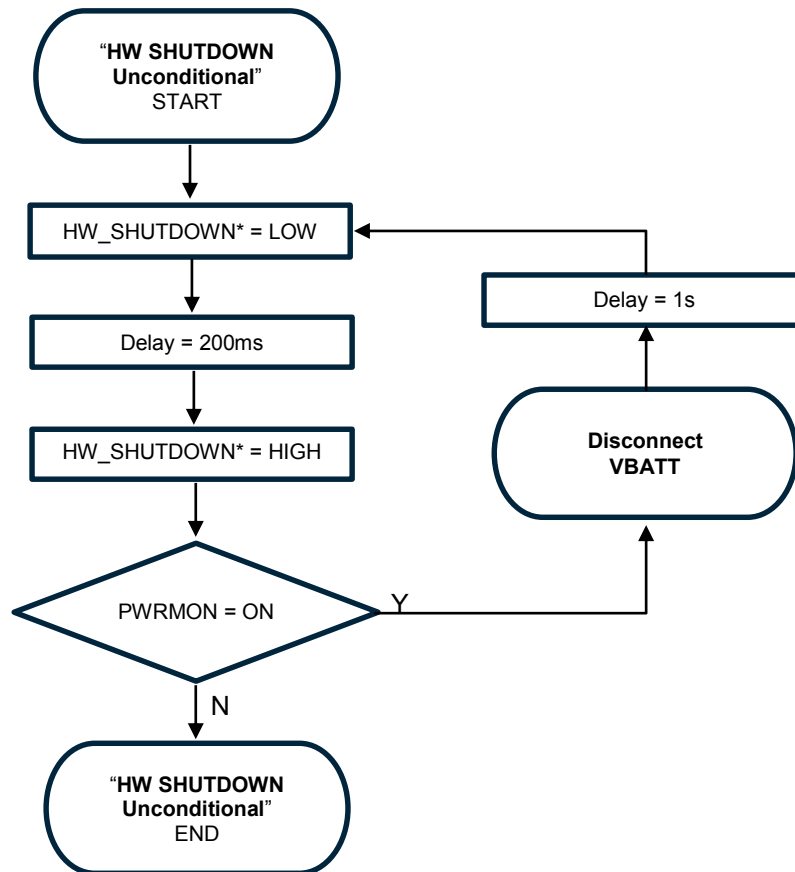 “HW SHUTDOWN
Unconditional”
START
HW_SHUTDOWN* = LOW
Delay = 1s
Delay = 200ms
HW_SHUTDOWN* = HIGH
Disconnect
VBATT
PWRMON = ON
Y
N
“HW SHUTDOWN
Unconditional”
END